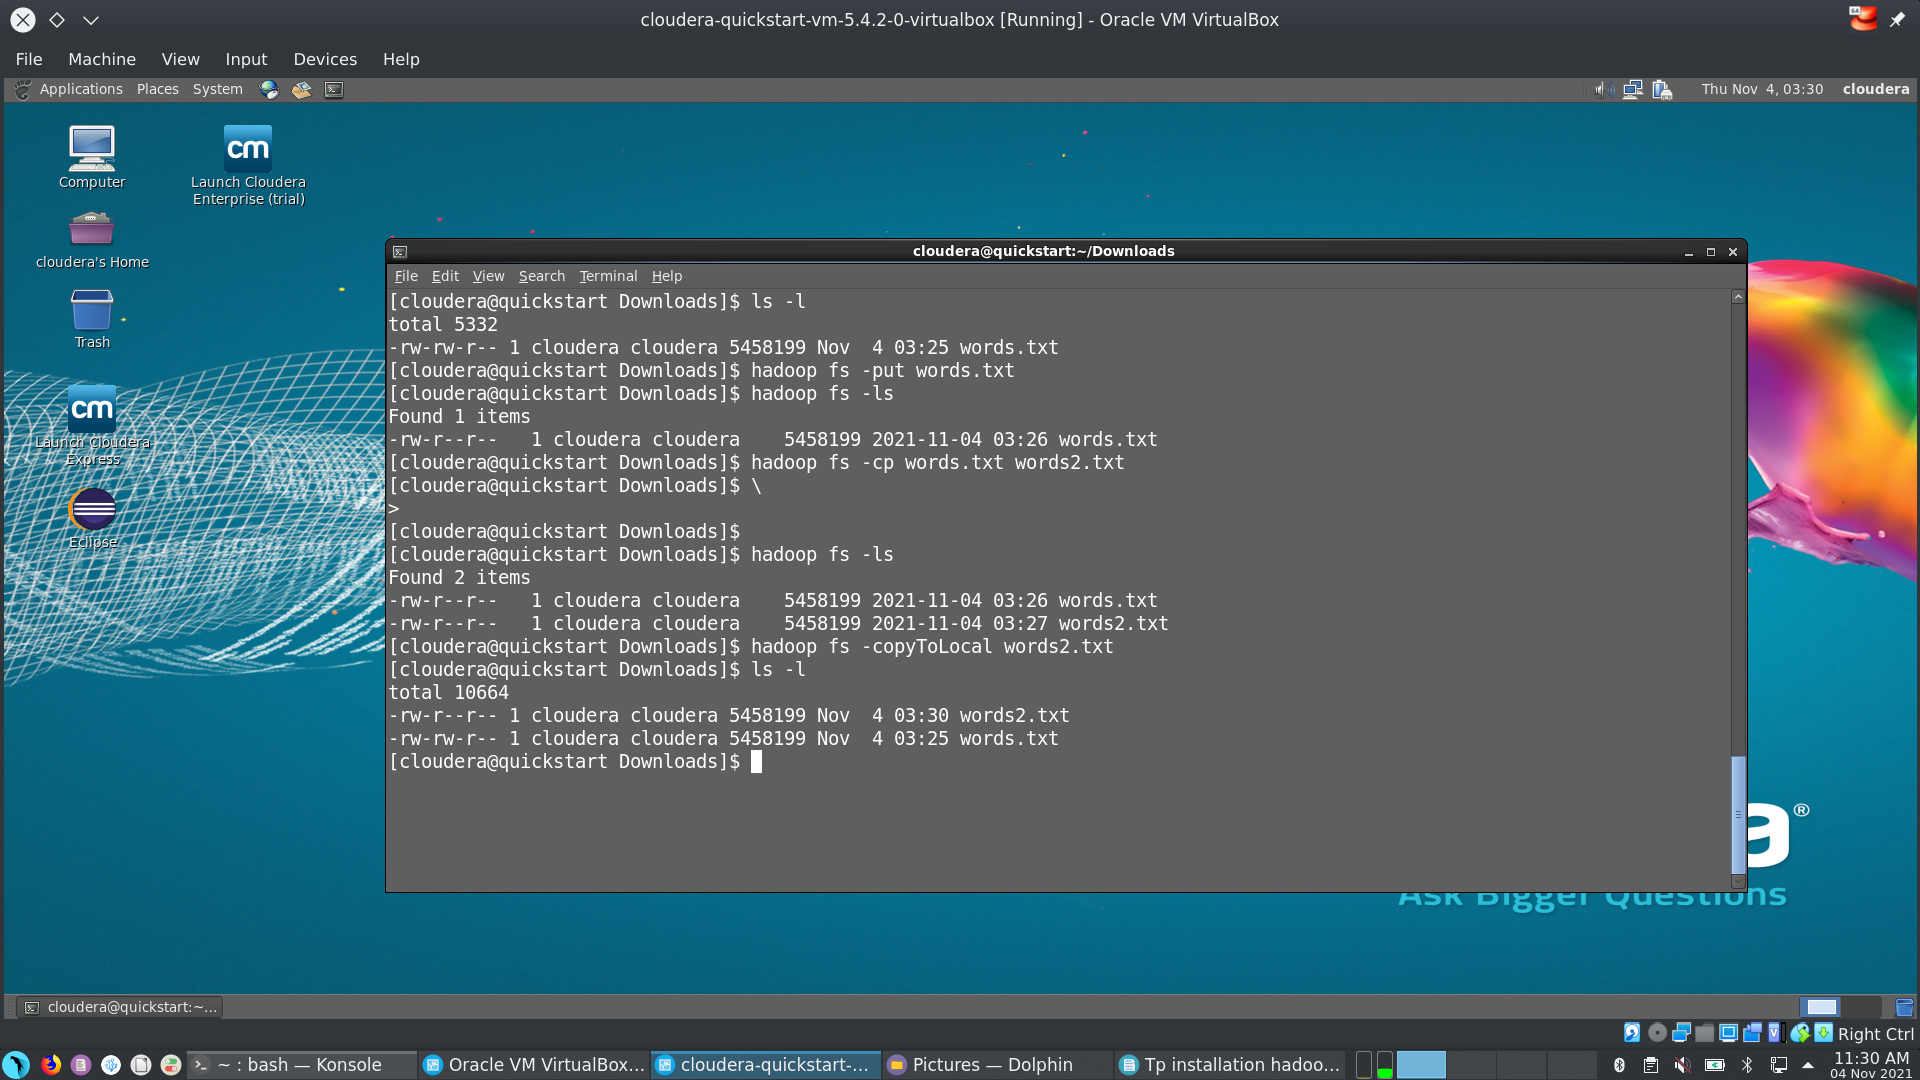 cloudera-quickstart-vm-5.4.2-0-virtualbox [Running] - Oracle VM VirtualBox
File Machine View Input Devices Help
Applications Places System
Thu Nov 4, 03:30 cloudera
Computer
cm
Launch Cloudera
Enterprise (trial)
cloudera's Home
Trash
cm
Launch Cloudera
Express
Eclipse
cloudera@quickstart:~/Downloads
File Edit View Search Terminal Help
[cloudera@quickstart Downloads]$ ls -l
total 5332
-rw-rw-r-- 1 cloudera cloudera 5458199 Nov  4 03:25 words.txt
[cloudera@quickstart Downloads]$ hadoop fs -put words.txt
[cloudera@quickstart Downloads]$ hadoop fs -ls
Found 1 items
-rw-r--r--   1 cloudera cloudera    5458199 2021-11-04 03:26 words.txt
[cloudera@quickstart Downloads]$ hadoop fs -cp words.txt words2.txt
[cloudera@quickstart Downloads]$ \
>
[cloudera@quickstart Downloads]$
[cloudera@quickstart Downloads]$ hadoop fs -ls
Found 2 items
-rw-r--r--   1 cloudera cloudera    5458199 2021-11-04 03:26 words.txt
-rw-r--r--   1 cloudera cloudera    5458199 2021-11-04 03:27 words2.txt
[cloudera@quickstart Downloads]$ hadoop fs -copyToLocal words2.txt
[cloudera@quickstart Downloads]$ ls -l
total 10664
-rw-r--r-- 1 cloudera cloudera 5458199 Nov  4 03:30 words2.txt
-rw-rw-r-- 1 cloudera cloudera 5458199 Nov  4 03:25 words.txt
[cloudera@quickstart Downloads]$
a®
Ask Bigger Questions
cloudera@quickstart:~...
Right Ctrl
~ : bash — Konsole
Oracle VM VirtualBox...
cloudera-quickstart-...
Pictures — Dolphin
Tp installation hadoo...
11:30 AM
04 Nov 2021